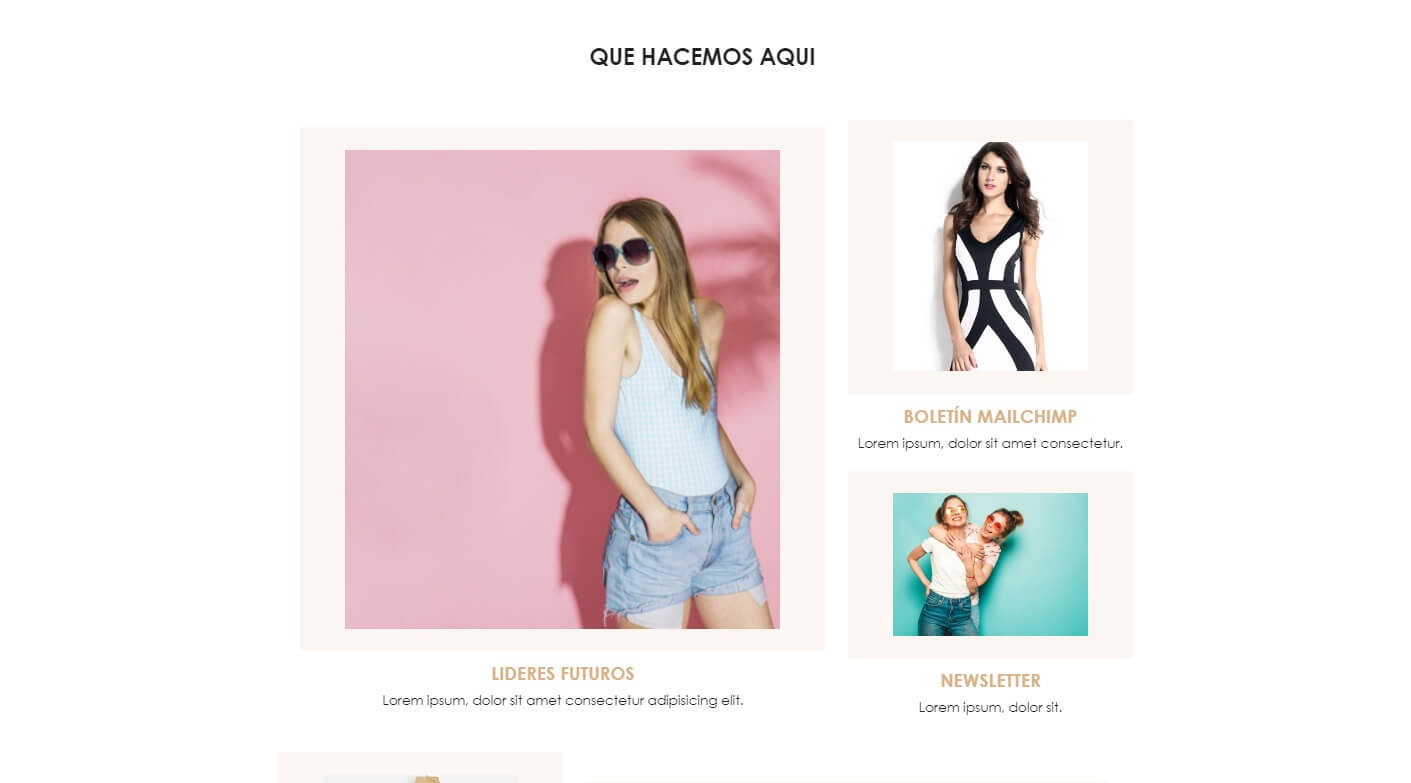 QUE HACEMOS AQUI
LIDERES FUTUROS
Lorem ipsum, dolor sit amet consectetur adipisicing elit.
BOLETÍN MAILCHIMP
Lorem ipsum, dolor sit amet consectetur.
NEWSLETTER
Lorem ipsum, dolor sit.